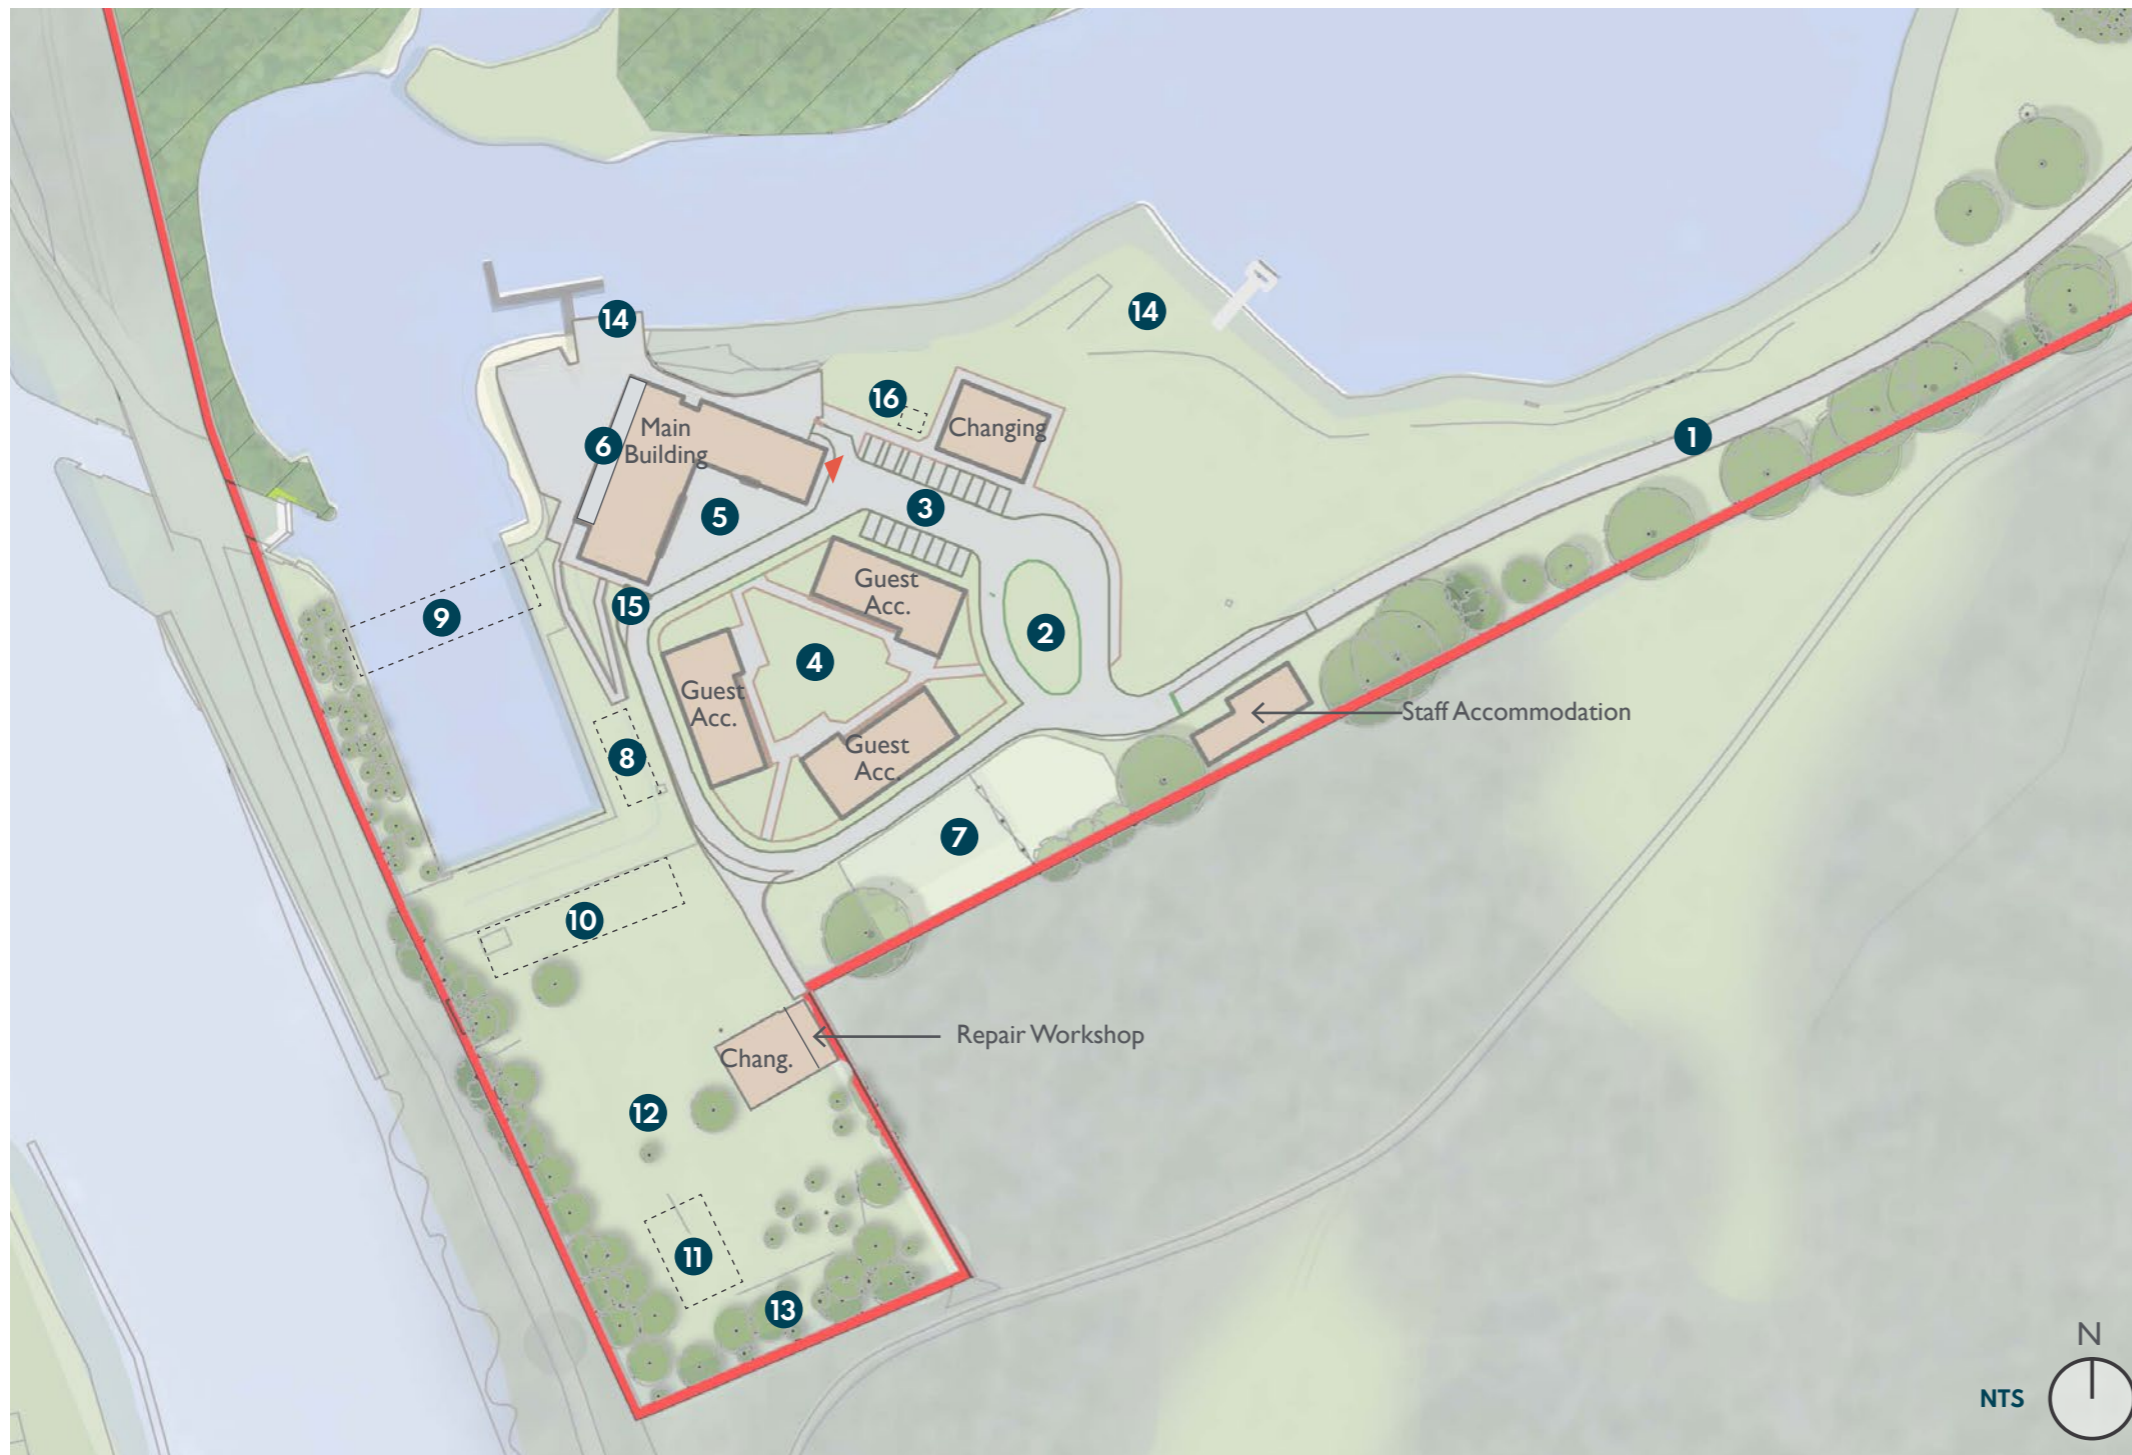 14
14
16
Main
Building
6
Changing
1
3
5
Guest
Acc.
15
9
2
4
Guest
Acc.
Staff Accommodation
Guest
Acc.
8
7
10
Repair Workshop
Chang.
12
11
13
N
NTS